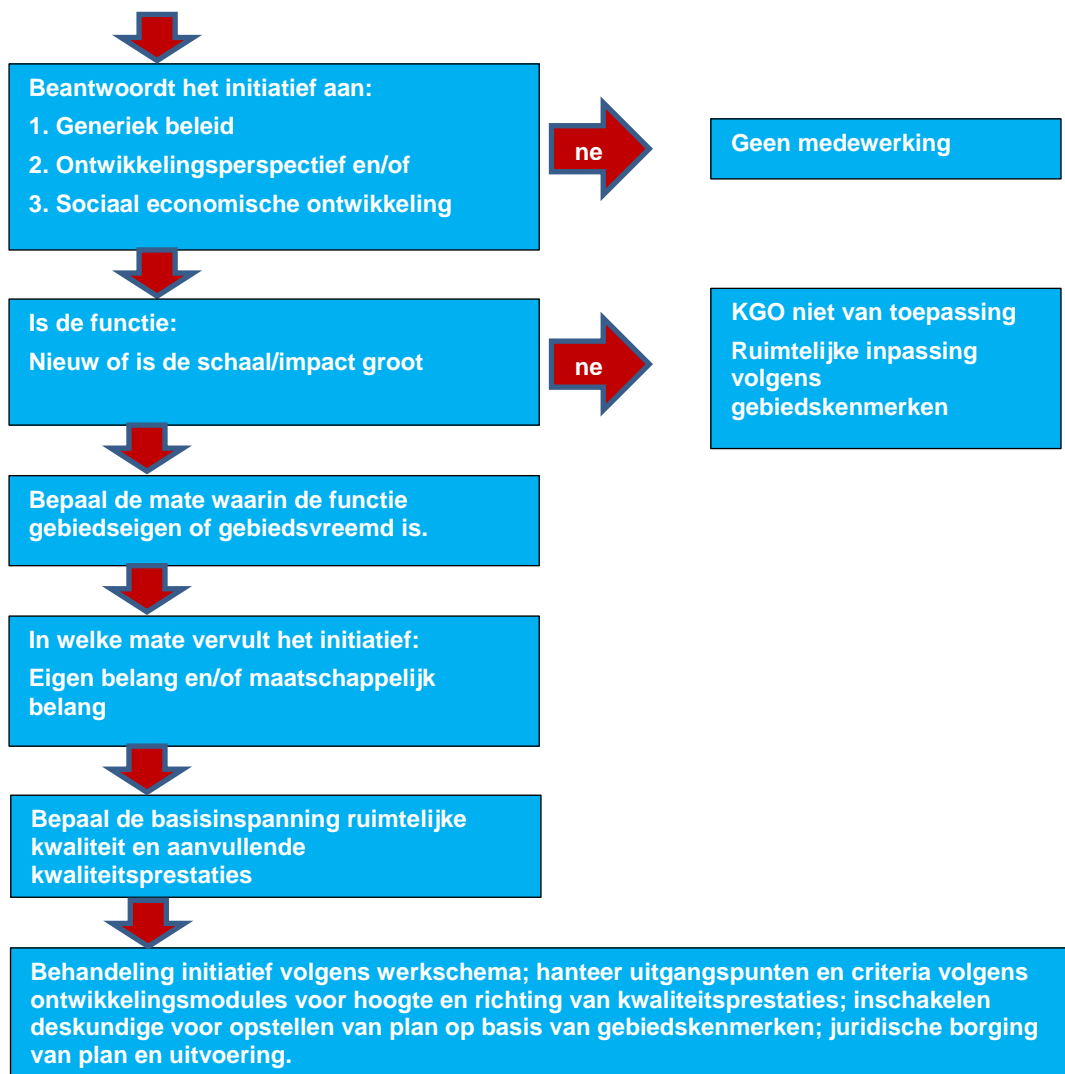 Beantwoordt het initiatief aan:
1. Generiek beleid
2. Ontwikkelingsperspectief en/of
3. Sociaal economische ontwikkeling
ne
Geen medewerking
Is de functie:
Nieuw of is de schaal/impact groot
ne
KGO niet van toepassing
Ruimtelijke inpassing
volgens
gebiedskenmerken
Bepaal de mate waarin de functie
gebiedseigen of gebiedsvreemd is.
In welke mate vervult het initiatief:
Eigen belang en/of maatschappelijk
belang
Bepaal de basisinspanning ruimtelijke
kwaliteit en aanvullende
kwaliteitsprestaties
Behandeling initiatief volgens werkschema; hanteer uitgangspunten en criteria volgens
ontwikkelingsmodules voor hoogte en richting van kwaliteitsprestaties; inschakelen
deskundige voor opstellen van plan op basis van gebiedskenmerken; juridische borging
van plan en uitvoering.